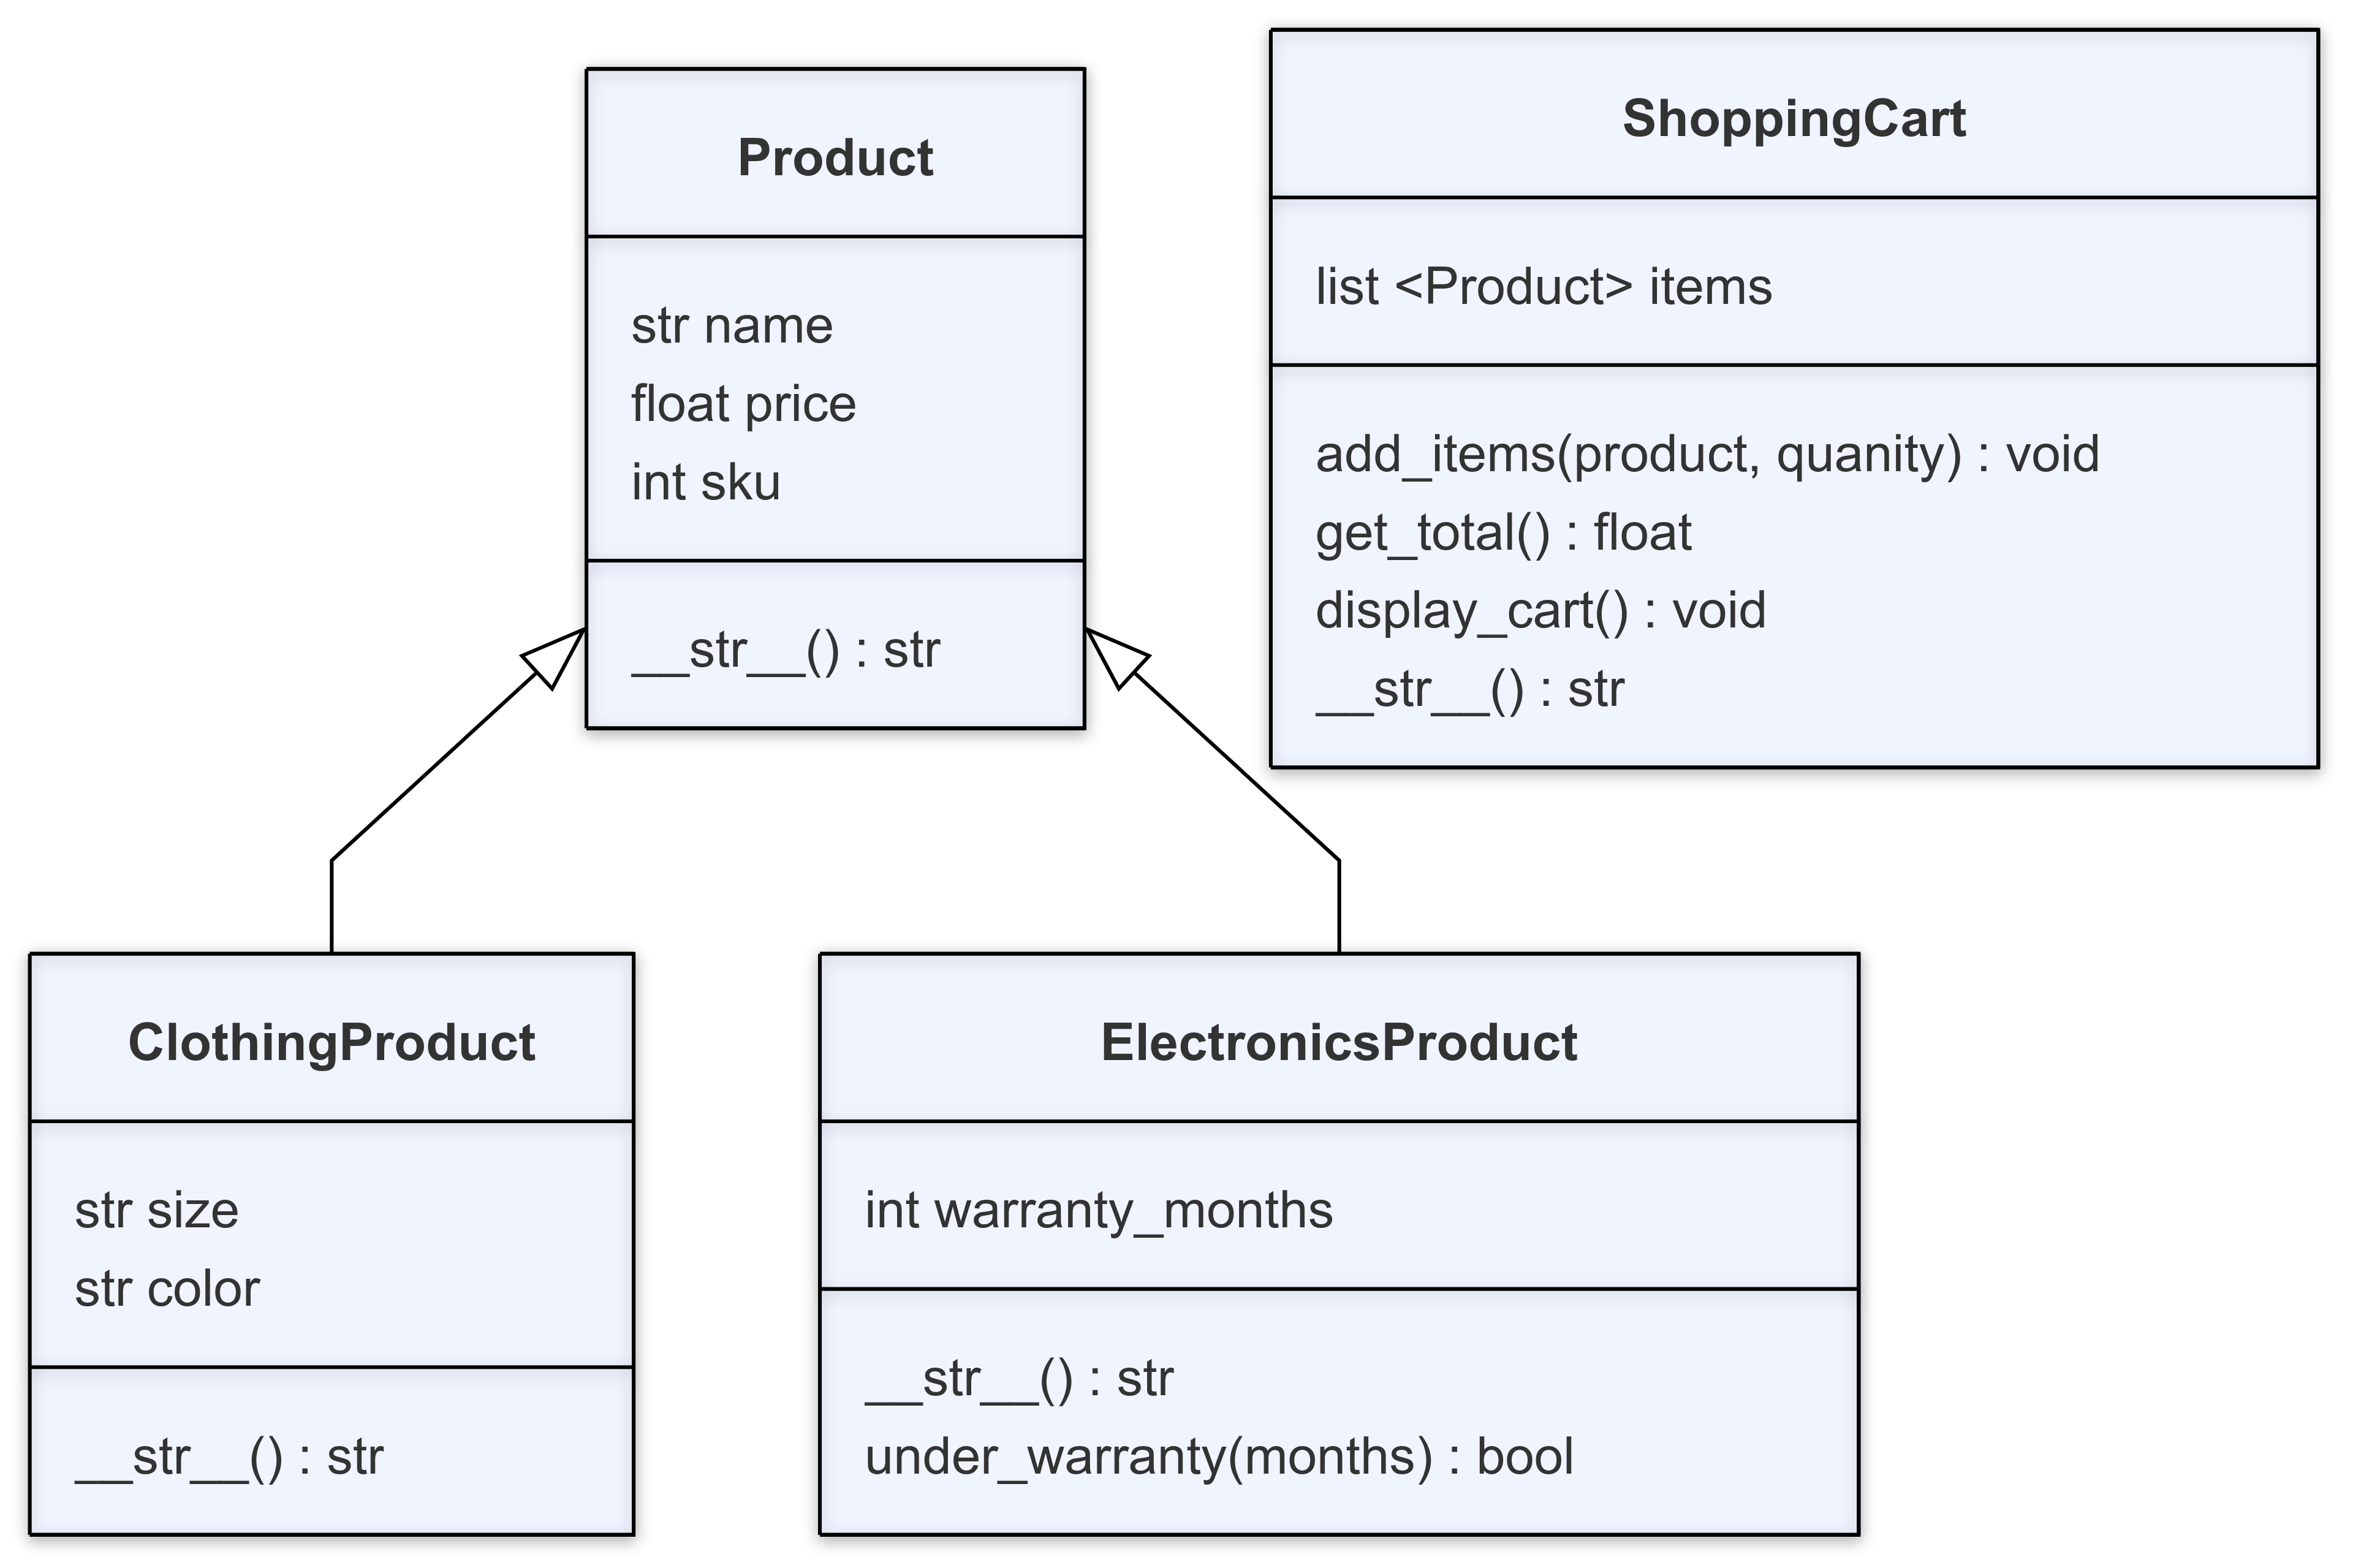 Product
str name
float price
int sku
__str__() : str
ShoppingCart
list <Product> items
add_items(product, quanity) : void
get_total() : float
display_cart() : void
__str__() : str
ClothingProduct
str size
str color
__str__() : str
ElectronicsProduct
int warranty_months
__str__() : str
under_warranty(months) : bool